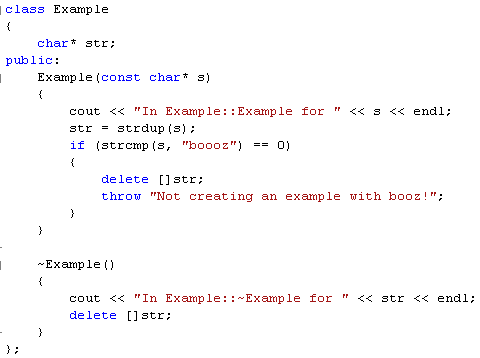 class Example
{
    char* str;
public:
    Example(const char* s)
    {
        cout << "In Example::Example for " << s << endl;
        str = strdup(s);
        if (strcmp(s, "boooz") == 0)
        {
            delete []str;
            throw "Not creating an example with booz!";
        }
    }

    ~Example()
    {
        cout << "In Example::~Example for " << str << endl;
        delete []str;
    }
};